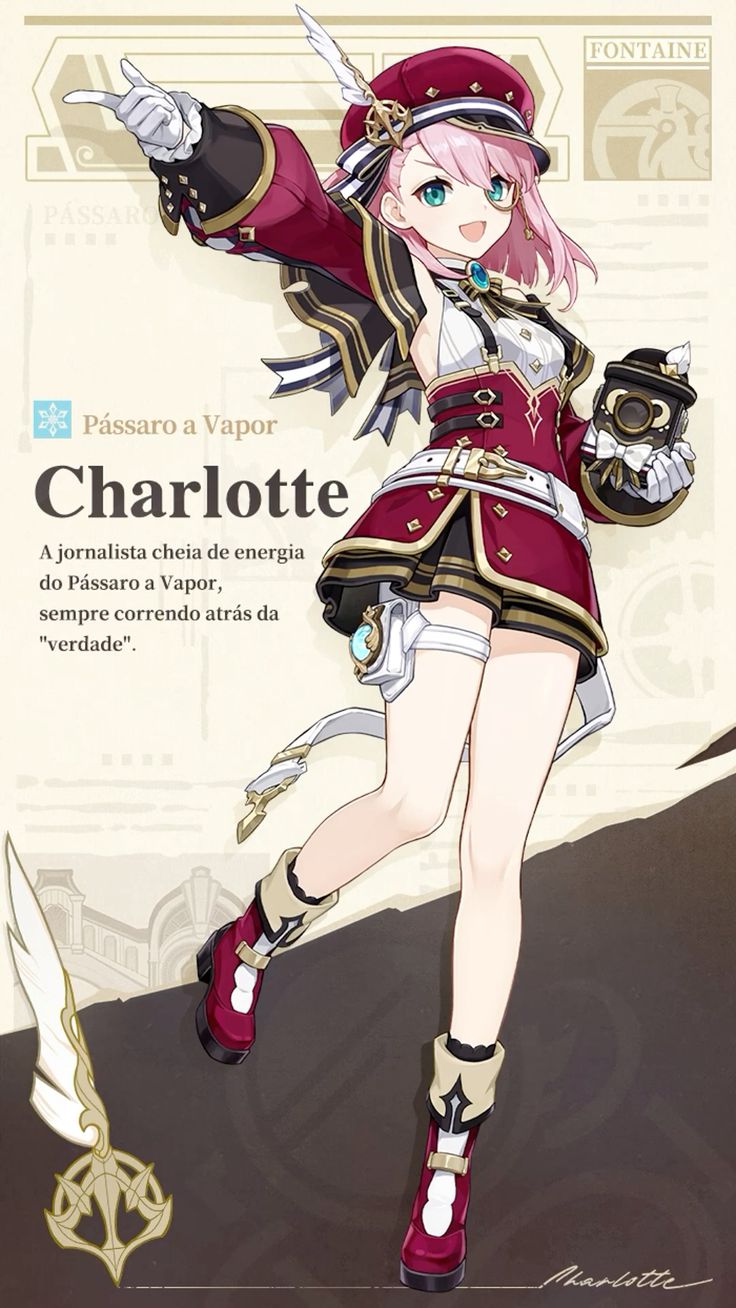 FONTAINE
PÁSSARO
Pássaro a Vapor
Charlotte
A jornalista cheia de energia
do Pássaro a Vapor,
sempre correndo atrás da
"verdade".
Charlotte